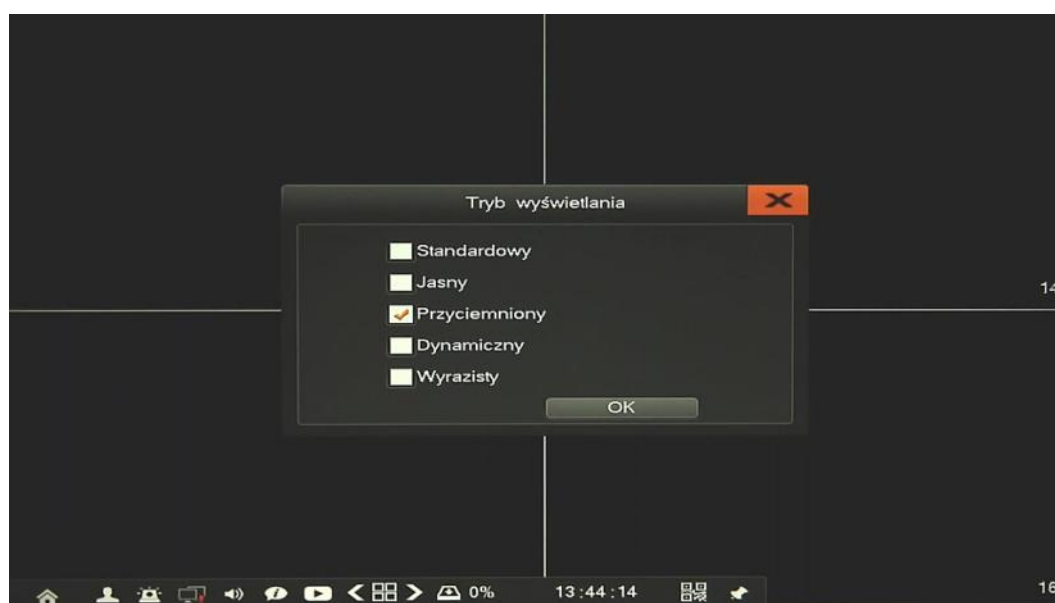 Tryb wyświetlania
Standardowy
Jasny
14
Przyciemniony
Dynamiczny
Wyrazisty
OK
0%
13:44:14
16